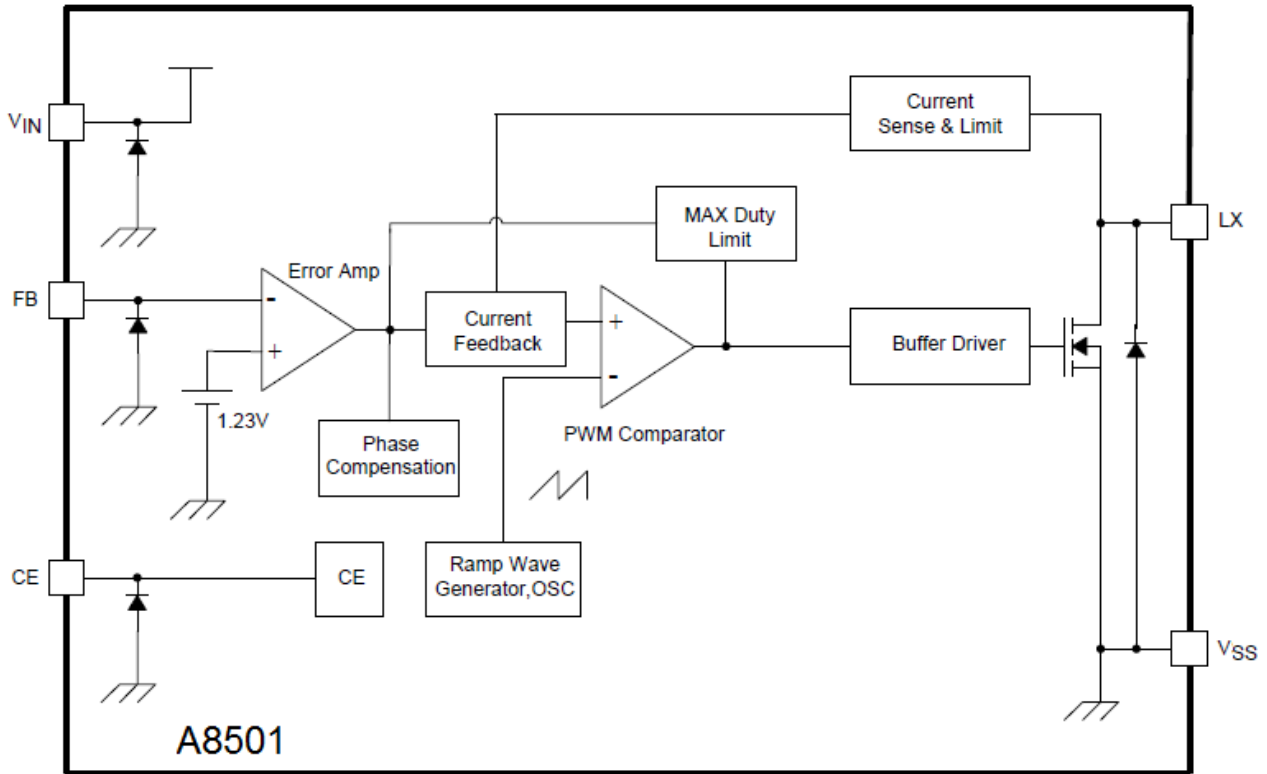 Current
Sense & Limit
VIN
MAX Duty
Limit
LX
Error Amp
FB
-
+
Current
Feedback
+
-
Buffer Driver
1.23V
PWM Comparator
Phase
Compensation
CE
CE
Ramp Wave
Generator,OSC
VSS
A8501